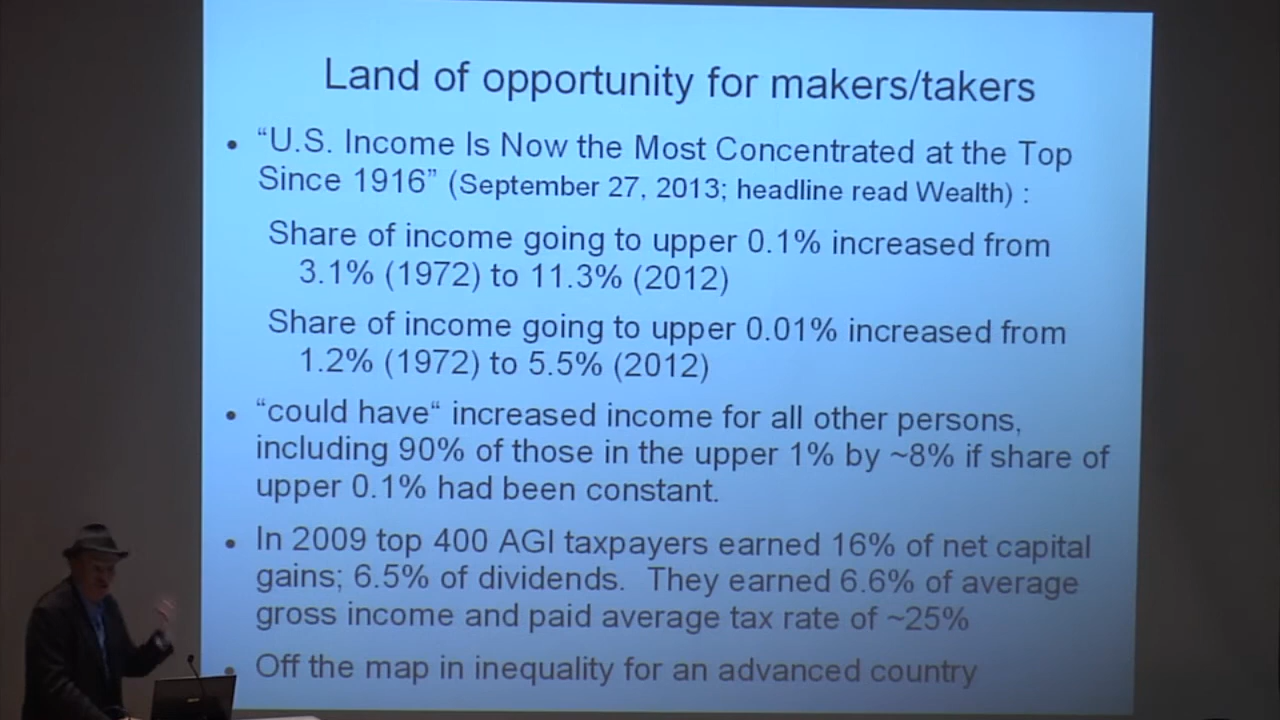 Land of opportunity for makers/takers
• “U.S. Income Is Now the Most Concentrated at the Top
Since 1916” (September 27, 2013; headline read Wealth) :
Share of income going to upper 0.1% increased from
3.1% (1972) to 11.3% (2012)
Share of income going to upper 0.01% increased from
1.2% (1972) to 5.5% (2012)
• “could have“ increased income for all other persons,
including 90% of those in the upper 1% by ~8% if share of
upper 0.1% had been constant.
• In 2009 top 400 AGI taxpayers earned 16% of net capital
gains; 6.5% of dividends.  They earned 6.6% of average
gross income and paid average tax rate of ~25%
• Off the map in inequality for an advanced country